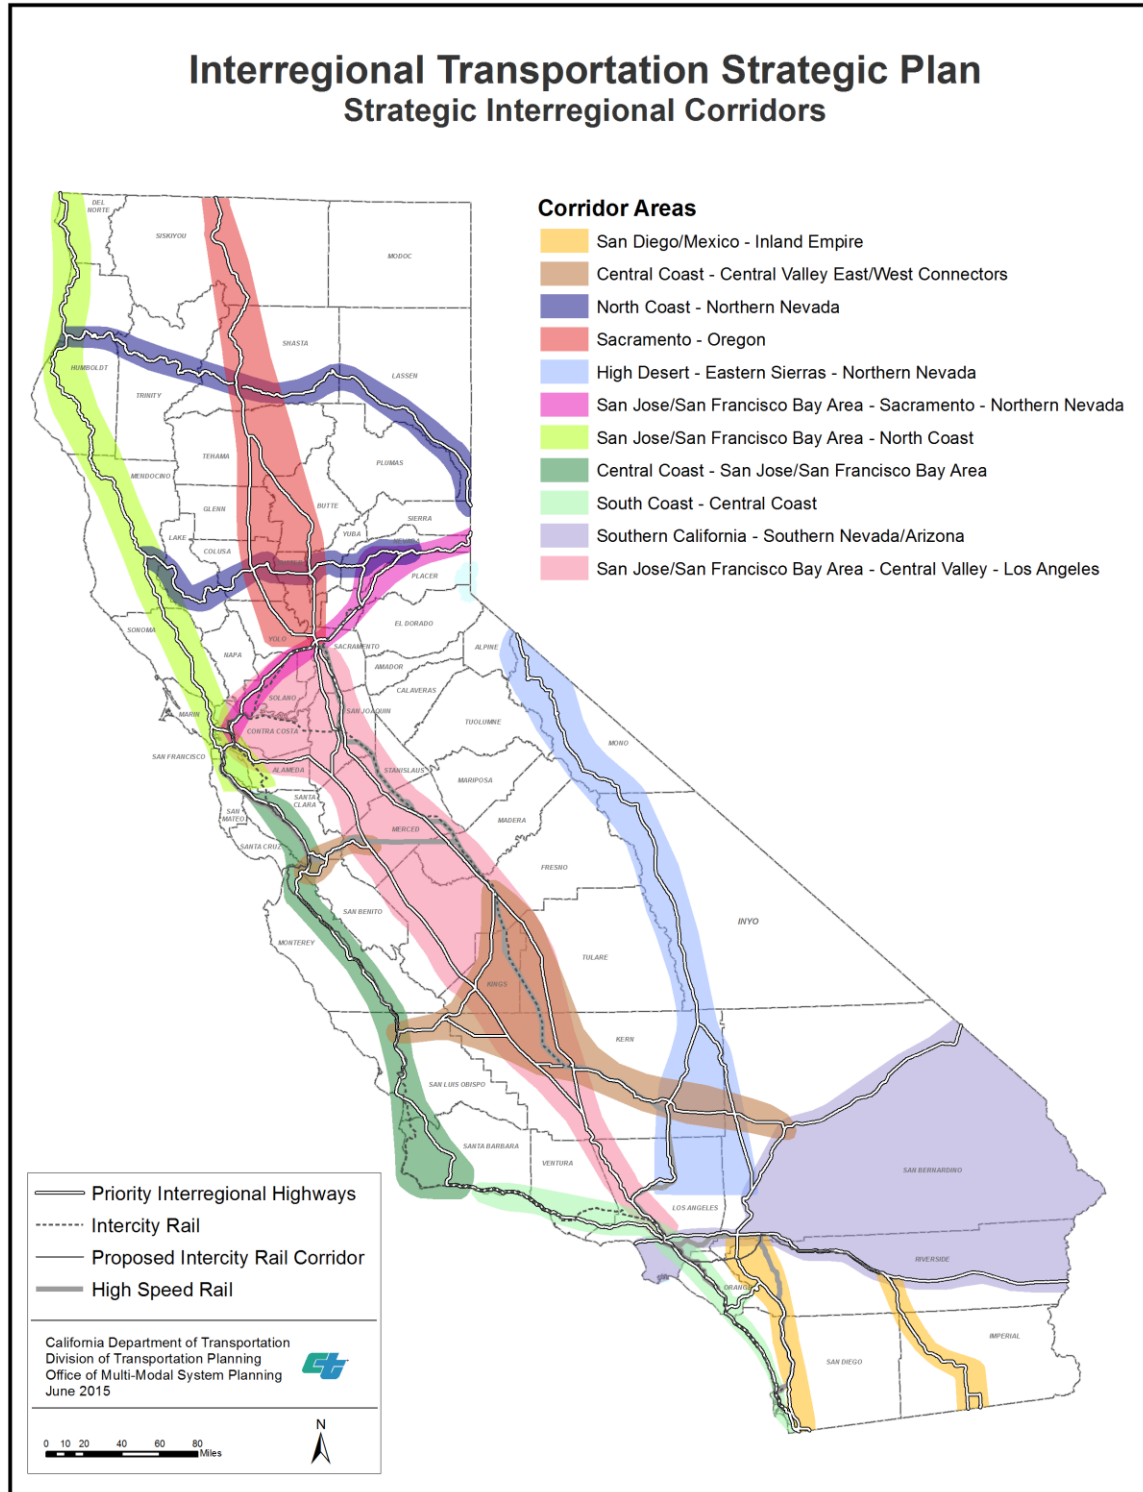 Interregional Transportation Strategic Plan
Strategic Interregional Corridors
Corridor Areas
San Diego/Mexico - Inland Empire
Central Coast - Central Valley East/West Connectors
North Coast - Northern Nevada
Sacramento - Oregon
High Desert - Eastern Sierras - Northern Nevada
San Jose/San Francisco Bay Area - Sacramento - Northern Nevada
San Jose/San Francisco Bay Area - North Coast
Central Coast - San Jose/San Francisco Bay Area
South Coast - Central Coast
Southern California - Southern Nevada/Arizona
San Jose/San Francisco Bay Area - Central Valley - Los Angeles
DEL
NORTE
SISKIYOU
MODOC
SHASTA
LASSEN
HUMBOLDT
TRINITY
TEHAMA
PLUMAS
MENDOCINO
GLENN
BUTTE
SIERRA
YUBA
LAKE
COLUSA
NEVADA
PLACER
SONOMA
NAPA
YOLO
EL DORADO
SACRAMENTO
ALPINE
AMADOR
SOLANO
CALAVERAS
MARIN
SAN JOAQUIN
TUOLUMNE
CONTRA COSTA
MONO
SAN FRANCISCO
ALAMEDA
STANISLAUS
MARIPOSA
SANTA
CLARA
SAN
MATEO
MERCED
MADERA
SANTA CRUZ
FRESNO
SAN BENITO
INYO
MONTEREY
TULARE
KINGS
KERN
SAN LUIS OBISPO
SANTA BARBARA
VENTURA
SAN BERNARDINO
LOS ANGELES
RIVERSIDE
ORANGE
IMPERIAL
SAN DIEGO
Priority Interregional Highways
Intercity Rail
Proposed Intercity Rail Corridor
High Speed Rail
California Department of Transportation
Division of Transportation Planning
Office of Multi-Modal System Planning
June 2015
ct
N
0 10 20 40 60 80
Miles